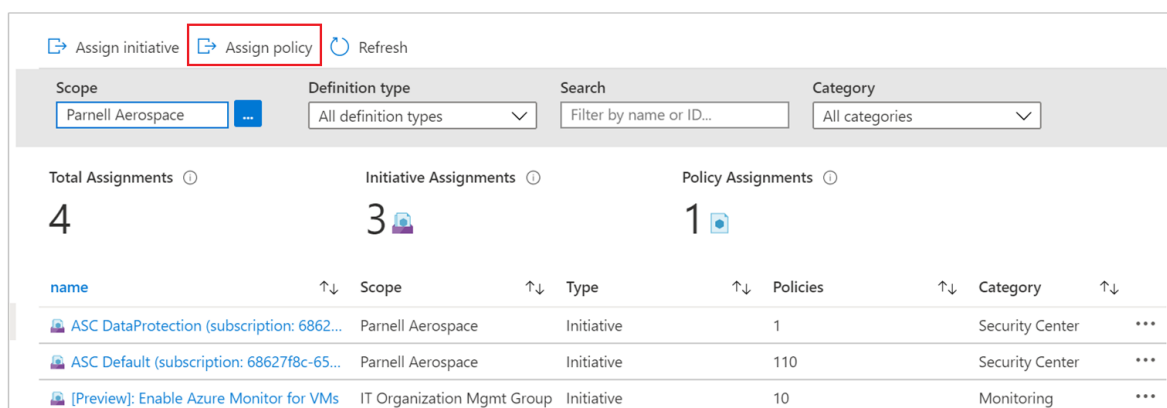 Assign initiative Assign policy Refresh
Scope Definition type Search Category
Parnell Aerospace ... All definition types Filter by name or ID... All categories
Total Assignments Initiative Assignments Policy Assignments
4 3 1
name Scope Type Policies Category
ASC DataProtection (subscription: 6862... Parnell Aerospace Initiative 1 Security Center ...
ASC Default (subscription: 68627f8c-65... Parnell Aerospace Initiative 110 Security Center ...
[Preview]: Enable Azure Monitor for VMs IT Organization Mgmt Group Initiative 10 Monitoring ...